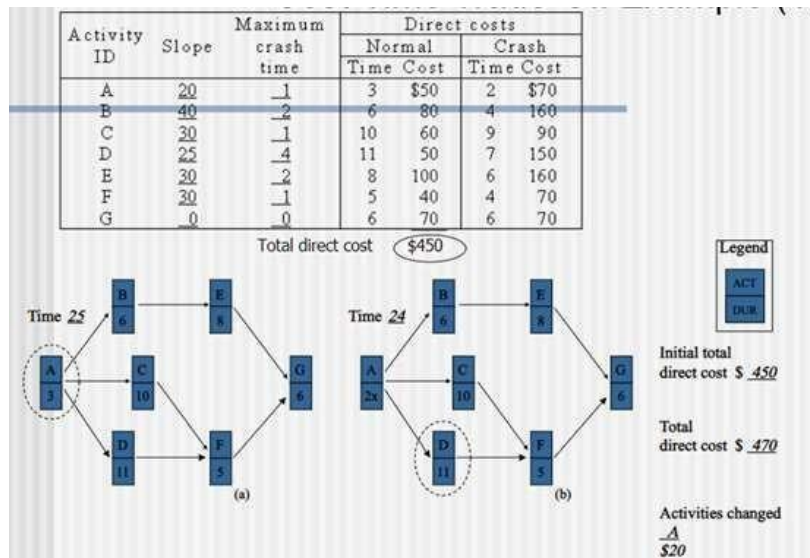 Activity ID Slope Maximum crash time Direct costs
Normal Crash
Time Cost Time Cost
A 20 1 3 $50 2 $70
B 40 2 6 80 4 160
C 30 1 10 60 9 90
D 25 4 11 50 7 150
E 30 2 8 100 6 160
F 30 1 5 40 4 70
G 0 0 6 70 6 70
Total direct cost $450
Time 25
A 3
B 6
C 10
D 11
E 8
F 5
G 6
(a)
Time 24
A 2x
B 6
C 10
D 11
E 8
F 5
G 6
(b)
Legend
ACT
DUR
Initial total
direct cost $ 450
Total
direct cost $ 470
Activities changed
A
$20